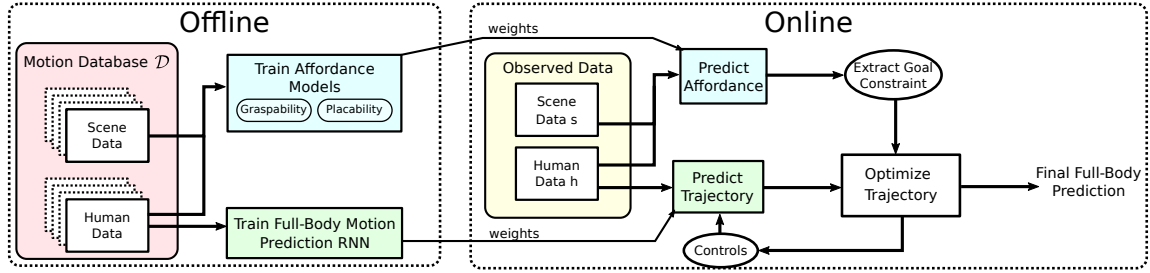 Offline
Motion Database 𝒟
Scene
Data
Human
Data
Train Affordance
Models
Graspability
Placability
Train Full-Body Motion
Prediction RNN
weights
weights
Online
Observed Data
Scene
Data s
Human
Data h
Predict
Affordance
Extract Goal
Constraint
Predict
Trajectory
Optimize
Trajectory
Controls
Final Full-Body
Prediction